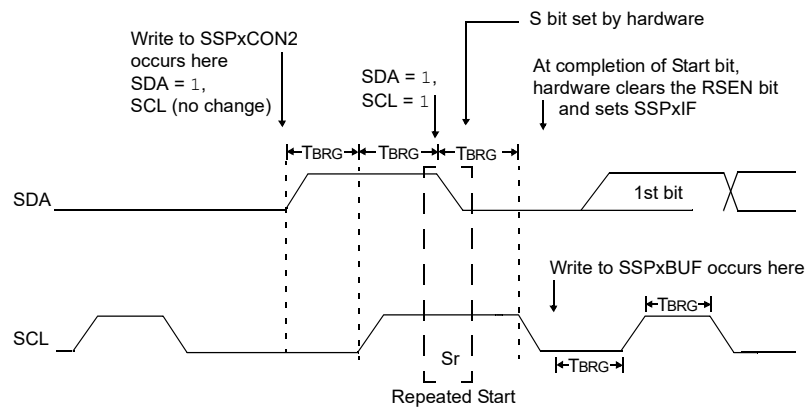 S bit set by hardware
Write to SSPxCON2
occurs here
SDA = 1,
SCL (no change)
SDA = 1,
SCL = 1
At completion of Start bit,
hardware clears the RSEN bit
and sets SSPxIF
TBRG
TBRG
TBRG
SDA
1st bit
Write to SSPxBUF occurs here
TBRG
SCL
Sr
TBRG
Repeated Start